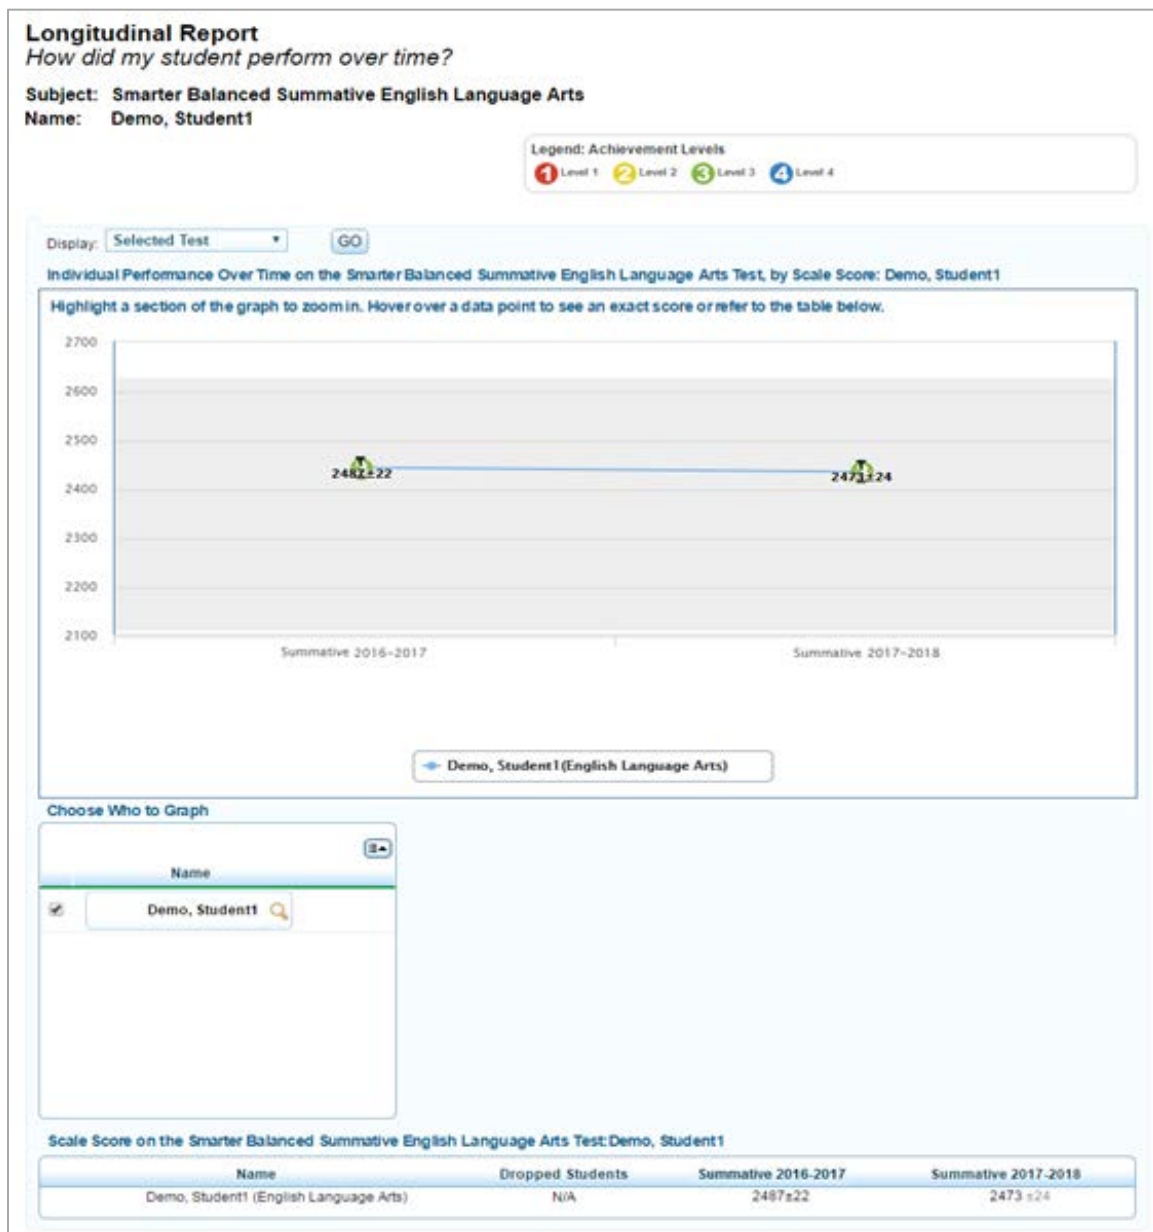 Longitudinal Report
How did my student perform over time?
Subject: Smarter Balanced Summative English Language Arts
Name: Demo, Student1
Legend: Achievement Levels
1 Level 1 2 Level 2 3 Level 3 4 Level 4
Display: Selected Test GO
Individual Performance Over Time on the Smarter Balanced Summative English Language Arts Test, by Scale Score: Demo, Student1
Highlight a section of the graph to zoom in. Hover over a data point to see an exact score or refer to the table below.
2700
2600
2500
2487±22 2473±24
2400
2300
2200
2100
Summative 2016-2017 Summative 2017-2018
Demo, Student1(English Language Arts)
Choose Who to Graph
Name
Demo, Student1
Scale Score on the Smarter Balanced Summative English Language Arts Test:Demo, Student1
Name Dropped Students Summative 2016-2017 Summative 2017-2018
Demo, Student1 (English Language Arts) N/A 2487±22 2473 ±24